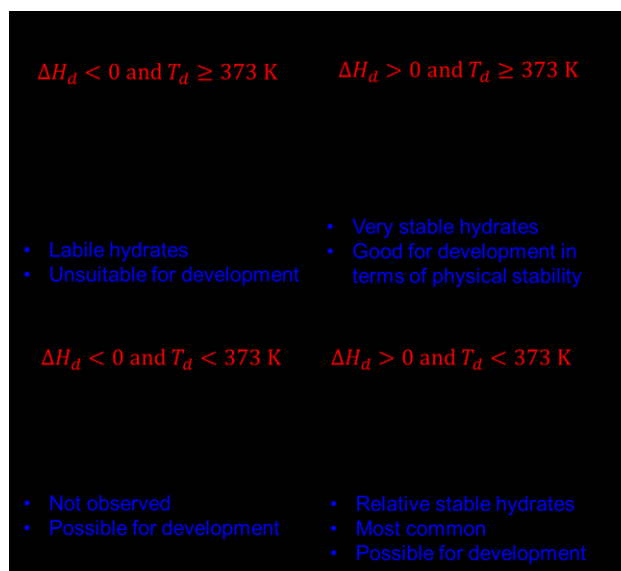 ΔH_d < 0 and T_d ≥ 373 K
ΔH_d > 0 and T_d ≥ 373 K
• Labile hydrates
• Unsuitable for development
• Very stable hydrates
• Good for development in
terms of physical stability
ΔH_d < 0 and T_d < 373 K
ΔH_d > 0 and T_d < 373 K
• Not observed
• Possible for development
• Relative stable hydrates
• Most common
• Possible for development